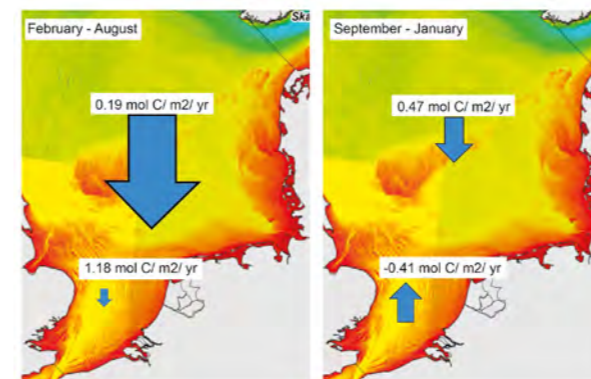 February - August
Ska
0.19 mol C/ m2/ yr
1.18 mol C/ m2/ yr
September - January
0.47 mol C/ m2/ yr
-0.41 mol C/ m2/ yr